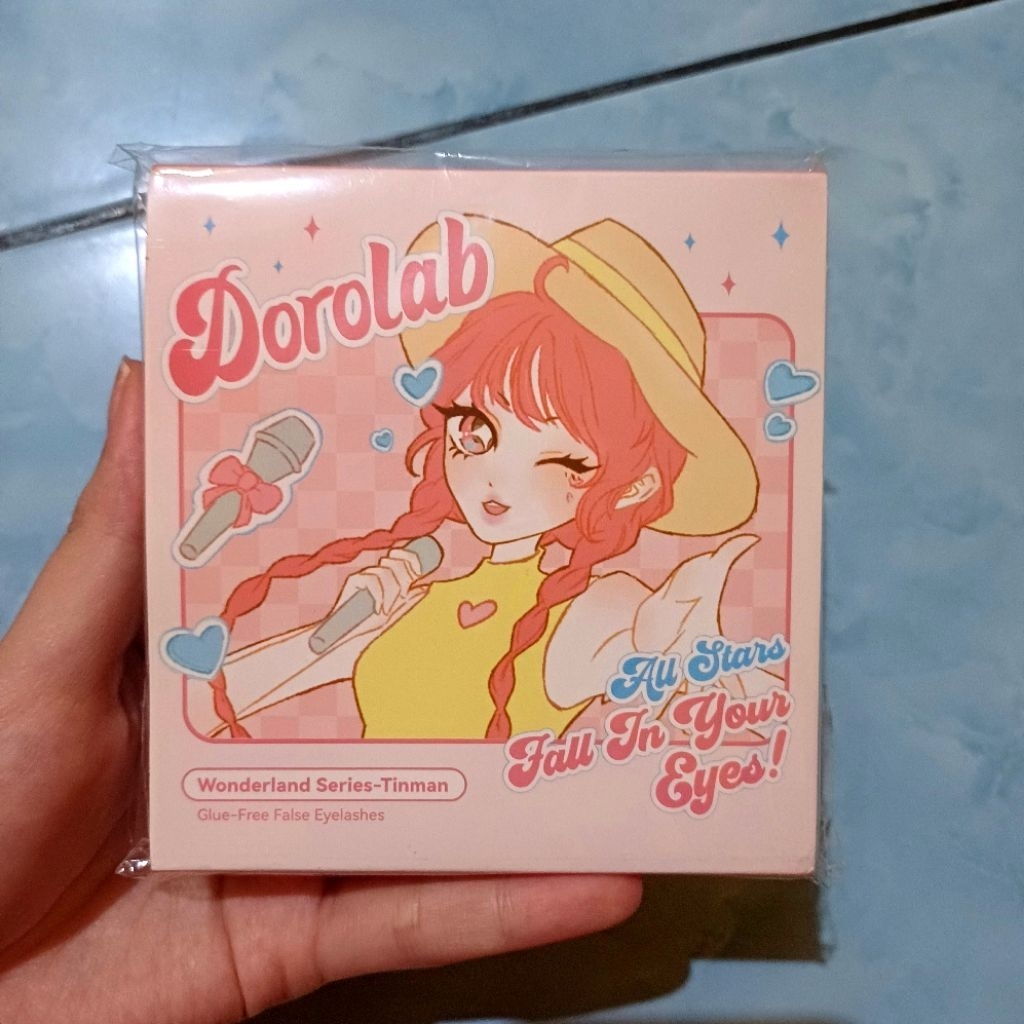 Dorolab
All Stars
Fall In Your
Eyes!
Wonderland Series-Tinman
Glue-Free False Eyelashes